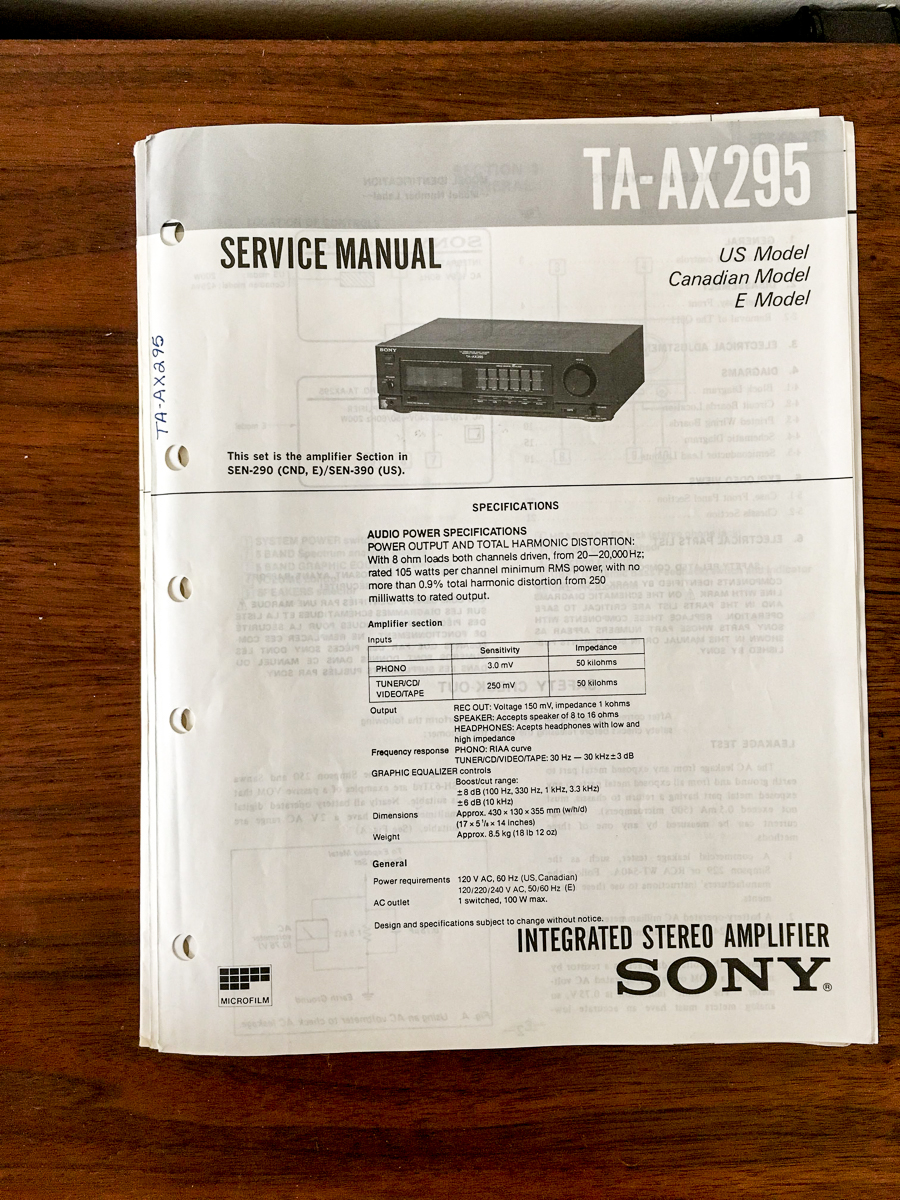 TA-AX295
SERVICE MANUAL
US Model
Canadian Model
E Model
TA-AX295
SONY
TA-AX295
This set is the amplifier Section in
SEN-290 (CND, E)/SEN-390 (US).
SPECIFICATIONS
AUDIO POWER SPECIFICATIONS
POWER OUTPUT AND TOTAL HARMONIC DISTORTION:
With 8 ohm loads both channels driven, from 20—20,000 Hz;
rated 105 watts per channel minimum RMS power, with no
more than 0.9% total harmonic distortion from 250
milliwatts to rated output.
Amplifier section
Inputs
Sensitivity Impedance
PHONO 3.0 mV 50 kilohms
TUNER/CD/
VIDEO/TAPE 250 mV 50 kilohms
Output REC OUT: Voltage 150 mV, impedance 1 kohms
SPEAKER: Accepts speaker of 8 to 16 ohms
HEADPHONES: Acepts headphones with low and
high impedance
Frequency response PHONO: RIAA curve
TUNER/CD/VIDEO/TAPE: 30 Hz — 30 kHz±3 dB
GRAPHIC EQUALIZER controls
Boost/cut range:
±8 dB (100 Hz, 330 Hz, 1 kHz, 3.3 kHz)
±6 dB (10 kHz)
Dimensions Approx. 430 × 130 × 355 mm (w/h/d)
(17 × 5 1/8 × 14 inches)
Weight Approx. 8.5 kg (18 lb 12 oz)
General
Power requirements 120 V AC, 60 Hz (US, Canadian)
120/220/240 V AC, 50/60 Hz (E)
AC outlet 1 switched, 100 W max.
Design and specifications subject to change without notice.
INTEGRATED STEREO AMPLIFIER
SONY®
MICROFILM